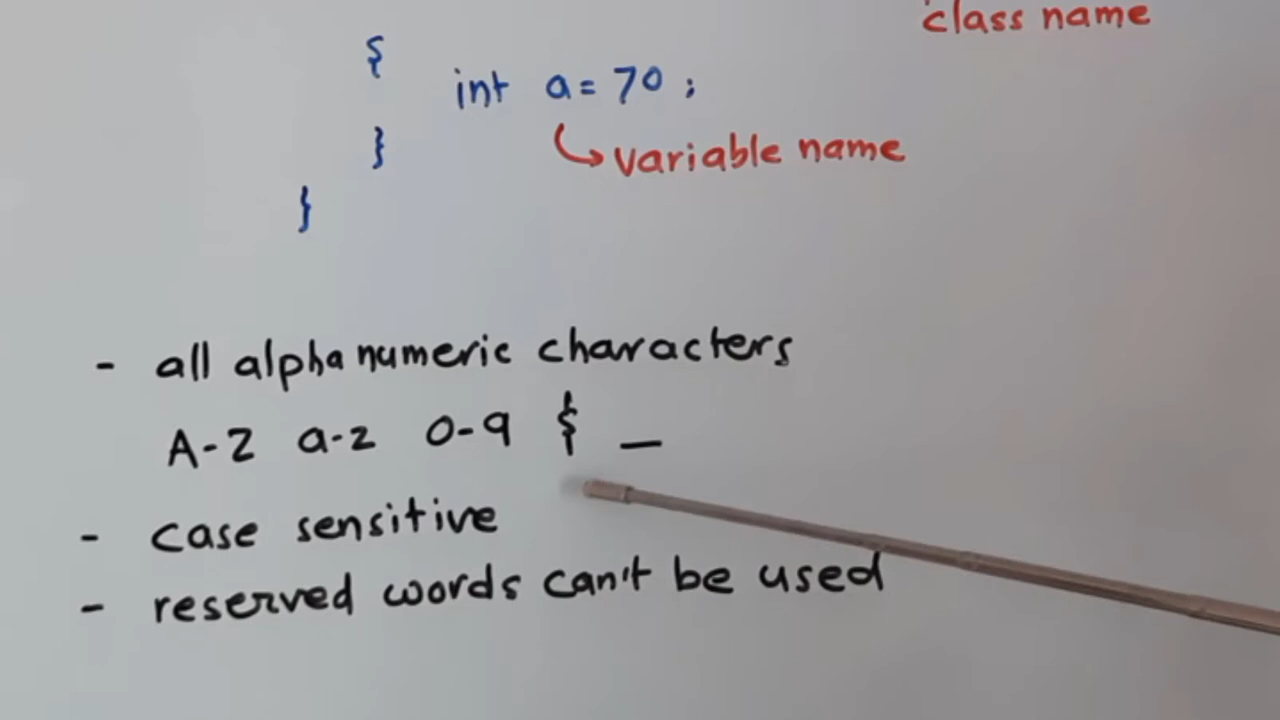 class name
{
int a = 70 ;
} variable name
}
- all alphanumeric characters
A-Z a-z 0-9 $ _
- case sensitive
- reserved words can't be used